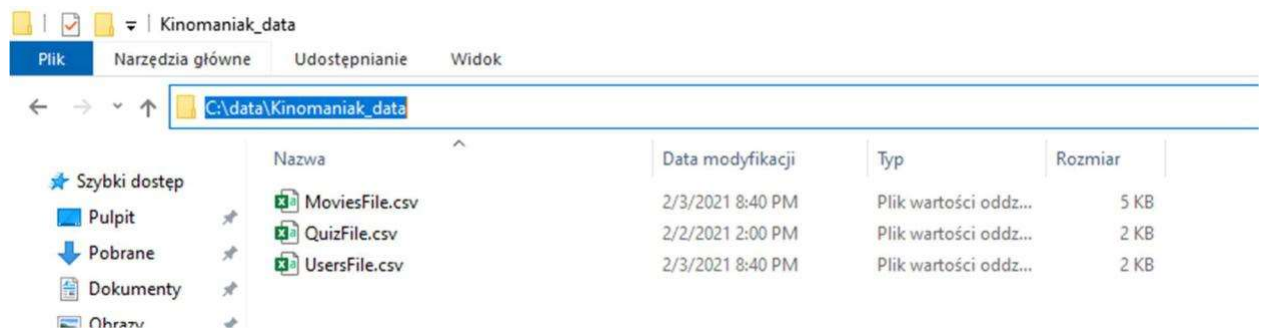 Kinomaniak_data
Plik Narzędzia główne Udostępnianie Widok
C:\data\Kinomaniak_data
Nazwa Data modyfikacji Typ Rozmiar
Szybki dostęp
MoviesFile.csv 2/3/2021 8:40 PM Plik wartości oddz... 5 KB
Pulpit
QuizFile.csv 2/2/2021 2:00 PM Plik wartości oddz... 2 KB
Pobrane
UsersFile.csv 2/3/2021 8:40 PM Plik wartości oddz... 2 KB
Dokumenty
Obrazy